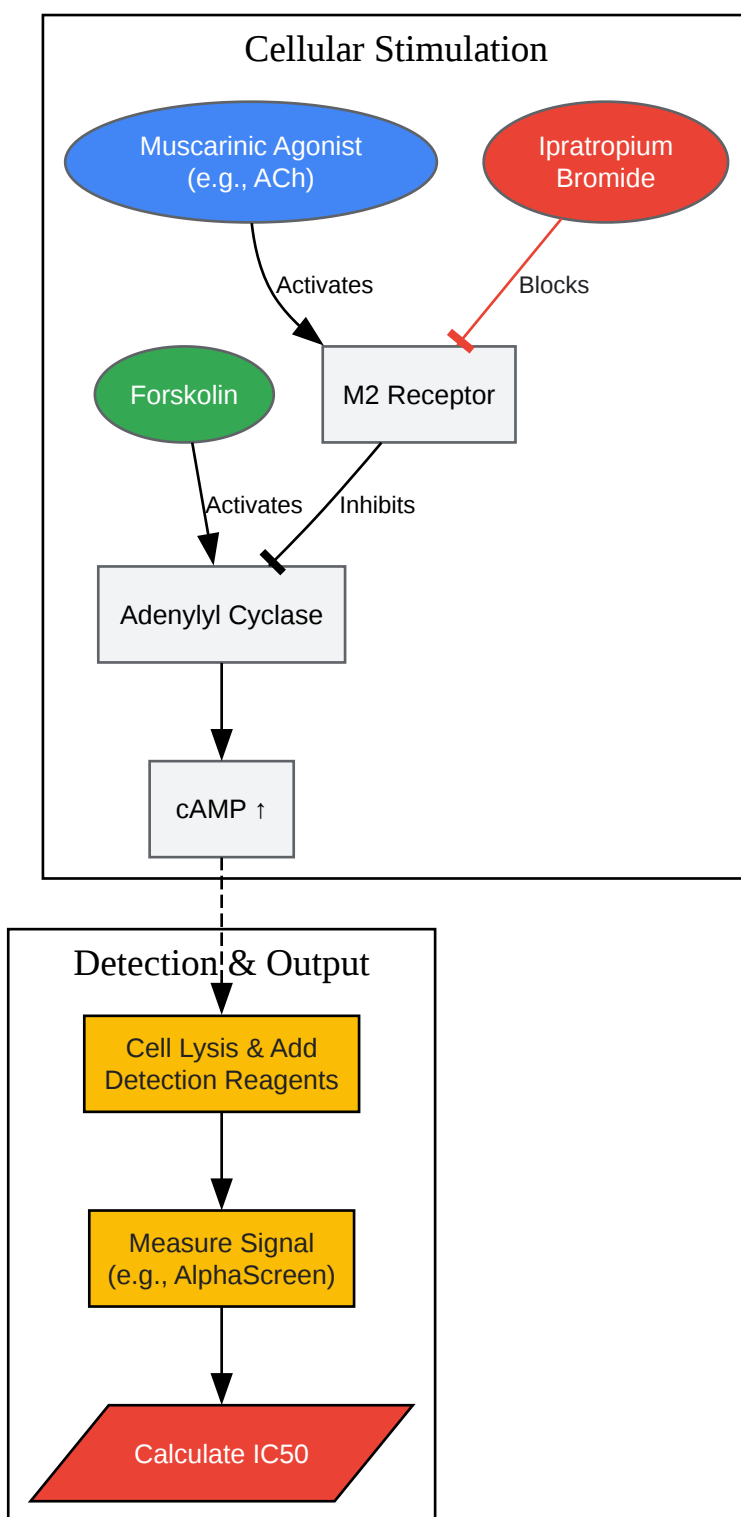 Cellular Stimulation
Muscarinic Agonist
(e.g., ACh)
Ipratropium
Bromide
Activates
Blocks
Forskolin
M2 Receptor
Activates
Inhibits
Adenylyl Cyclase
cAMP ↑
Detection & Output
Cell Lysis & Add
Detection Reagents
Measure Signal
(e.g., AlphaScreen)
Calculate IC50